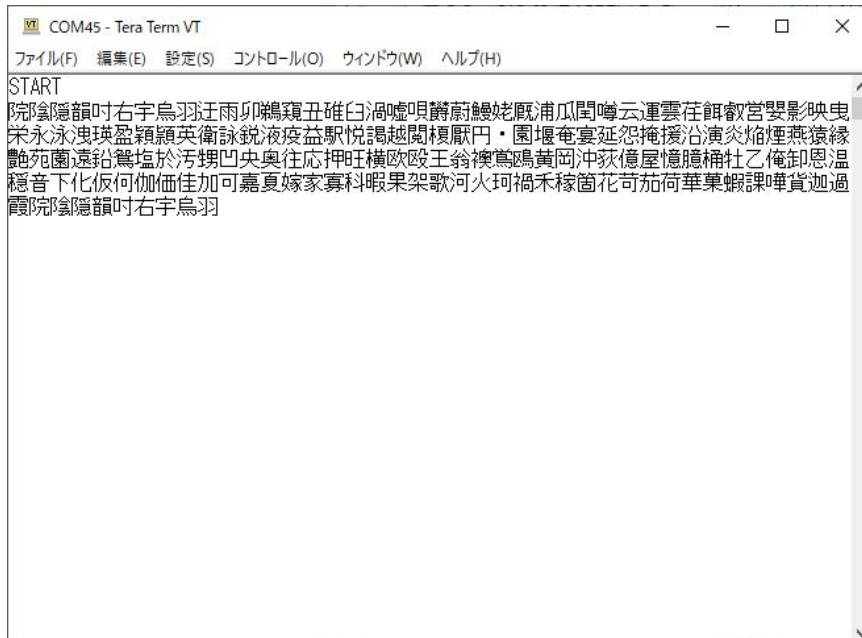 COM45 - Tera Term VT
ファイル(F) 編集(E) 設定(S) コントロール(O) ウィンドウ(W) ヘルプ(H)
START
院陰隠韻吋右宇烏羽迂雨卯鵜窺丑碓臼渦嘘唄欝蔚鰻姥厩浦瓜閏噂云運雲荏餌叡営嬰影映曳
栄永泳洩瑛盈穎頴英衛詠鋭液疫益駅悦謁越閲榎厭円・園堰奄宴延怨掩援沿演炎焔煙燕猿縁
艶苑薗遠鉛鴛塩於汚甥凹央奥往応押旺横欧殴王翁襖鴬鴎黄岡沖荻億屋憶臆桶牡乙俺卸恩温
穏音下化仮何伽価佳加可嘉夏嫁家寡科暇果架歌河火珂禍禾稼箇花苛茄荷華菓蝦課嘩貨迦過
霞院陰隠韻吋右宇烏羽